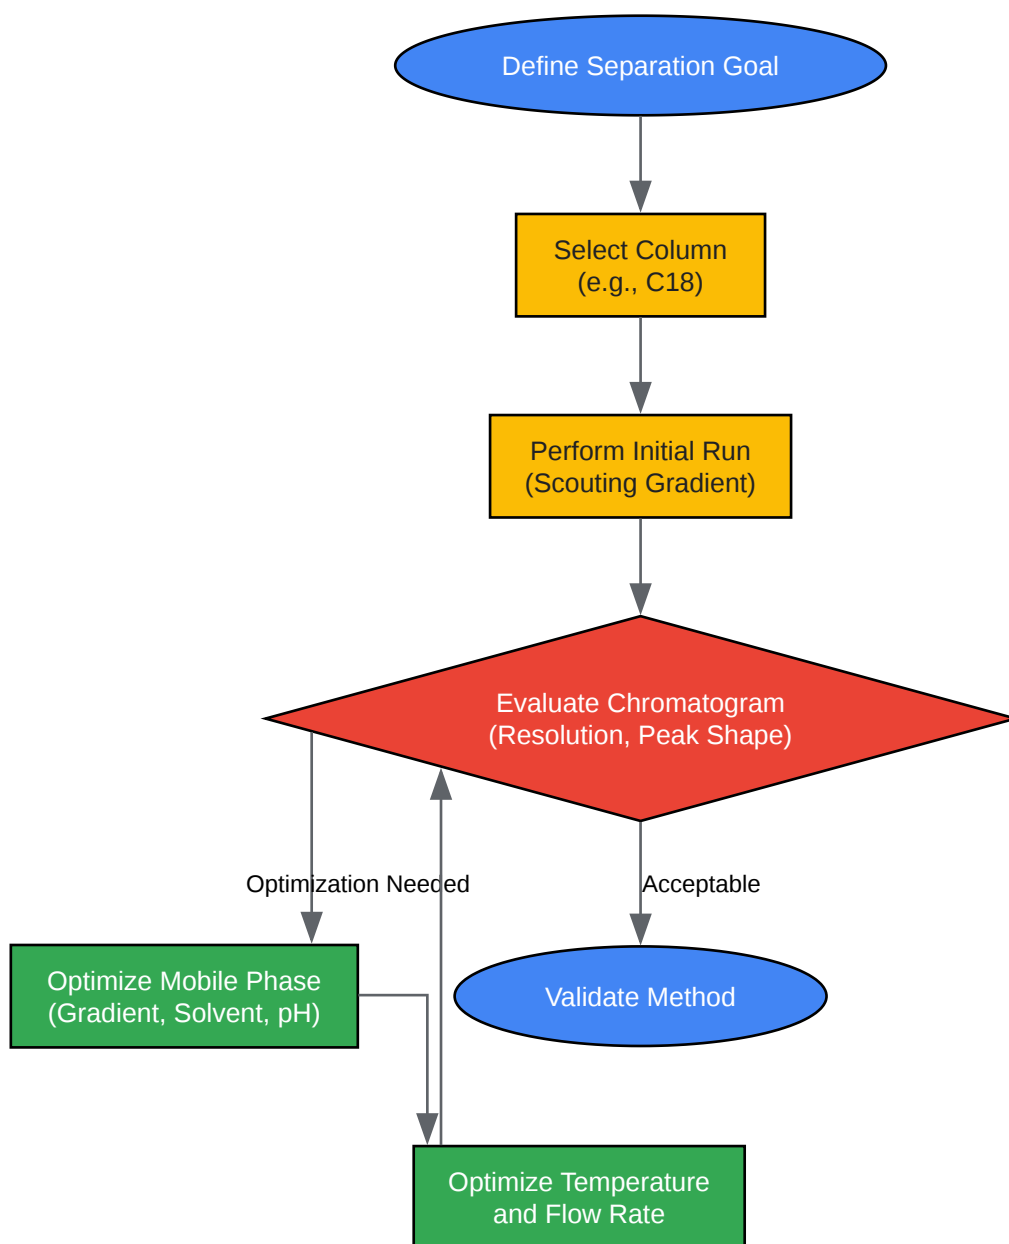 Define Separation Goal
Select Column
(e.g., C18)
Perform Initial Run
(Scouting Gradient)
Evaluate Chromatogram
(Resolution, Peak Shape)
Optimization Needed
Acceptable
Optimize Mobile Phase
(Gradient, Solvent, pH)
Validate Method
Optimize Temperature
and Flow Rate